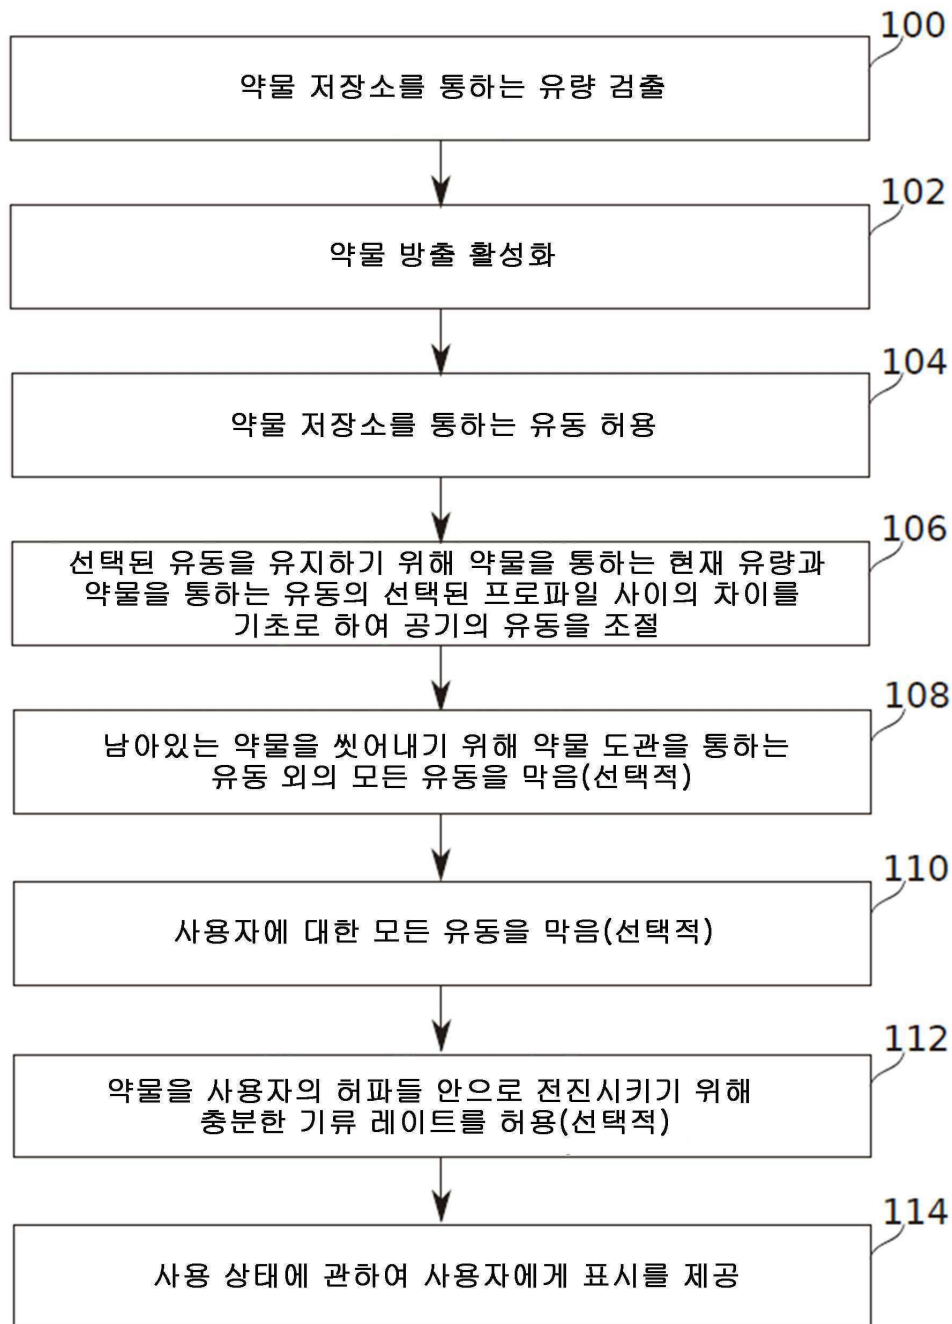 100
약물 저장소를 통하는 유량 검출
102
약물 방출 활성화
104
약물 저장소를 통하는 유동 허용
106
선택된 유동을 유지하기 위해 약물을 통하는 현재 유량과
약물을 통하는 유동의 선택된 프로파일 사이의 차이를
기초로 하여 공기의 유동을 조절
108
남아있는 약물을 씻어내기 위해 약물 도관을 통하는
유동 외의 모든 유동을 막음(선택적)
110
사용자에 대한 모든 유동을 막음(선택적)
112
약물을 사용자의 허파들 안으로 전진시키기 위해
충분한 기류 레이트를 허용(선택적)
114
사용 상태에 관하여 사용자에게 표시를 제공